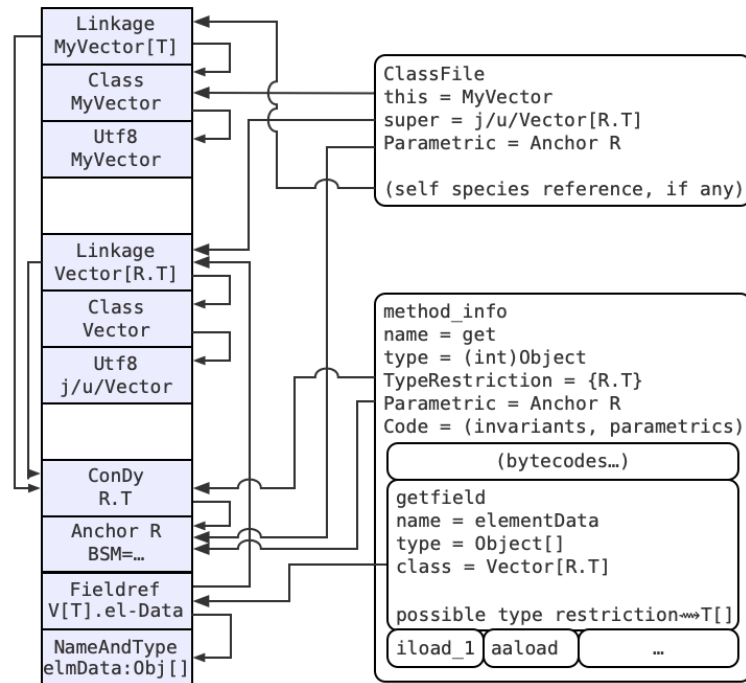 Linkage
MyVector[T]
Class
MyVector
Utf8
MyVector
Linkage
Vector[R.T]
Class
Vector
Utf8
j/u/Vector
ConDy
R.T
Anchor R
BSM=…
Fieldref
V[T].el-Data
NameAndType
elmData:Obj[]
ClassFile
this = MyVector
super = j/u/Vector[R.T]
Parametric = Anchor R
(self species reference, if any)
method_info
name = get
type = (int)Object
TypeRestriction = {R.T}
Parametric = Anchor R
Code = (invariants, parametrics)
(bytecodes…)
getfield
name = elementData
type = Object[]
class = Vector[R.T]
possible type restriction⟿T[]
iload_1
aaload
…